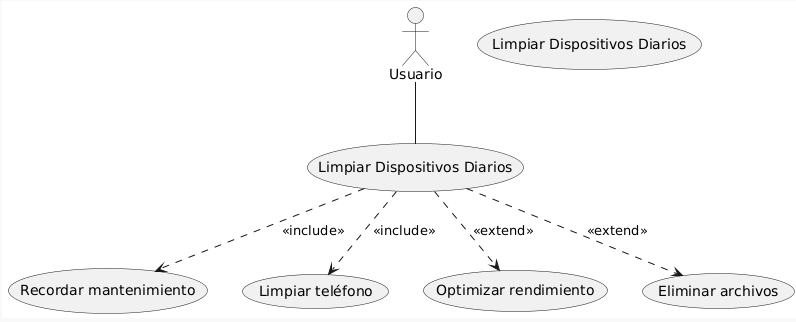 Limpiar Dispositivos Diarios
Usuario
Limpiar Dispositivos Diarios
«include»
«include»
«extend»
«extend»
Recordar mantenimiento
Limpiar teléfono
Optimizar rendimiento
Eliminar archivos